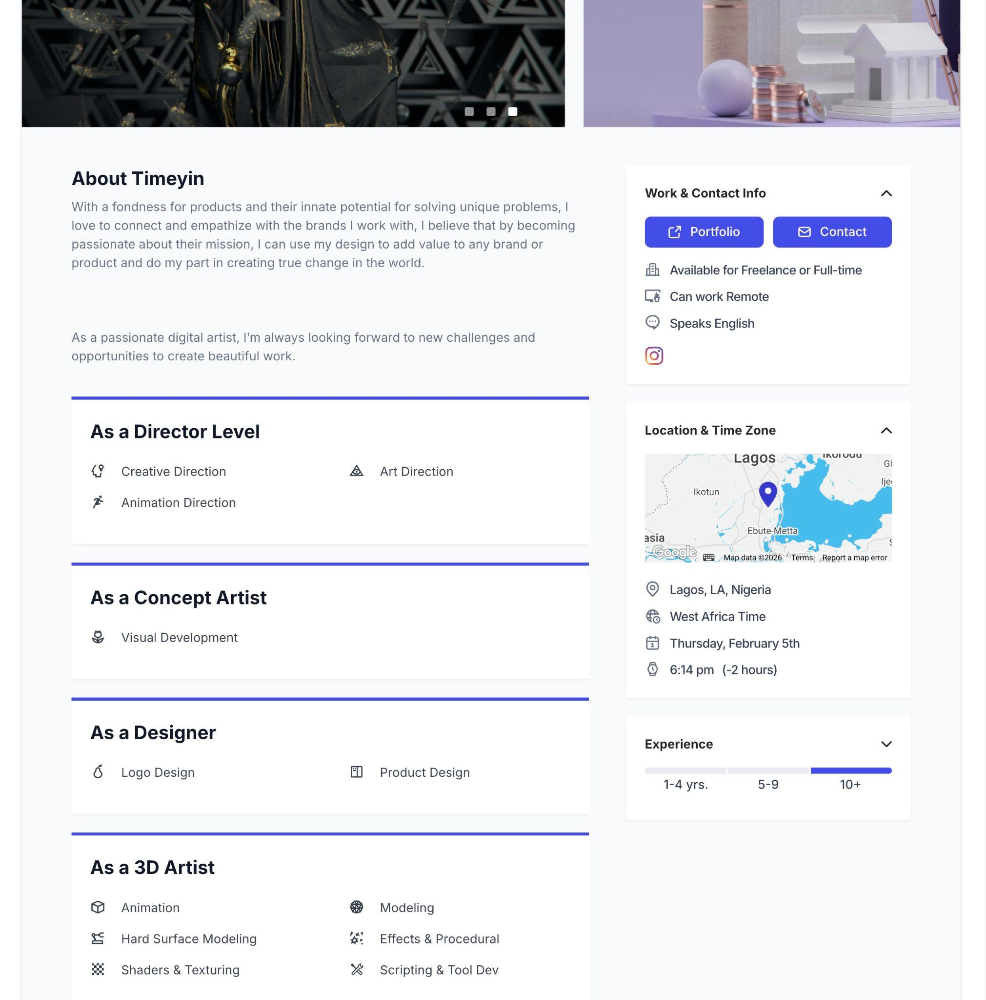 About Timeyin
With a fondness for products and their innate potential for solving unique problems, I
love to connect and empathize with the brands I work with, I believe that by becoming
passionate about their mission, I can use my design to add value to any brand or
product and do my part in creating true change in the world.
As a passionate digital artist, I’m always looking forward to new challenges and
opportunities to create beautiful work.
As a Director Level
Creative Direction
Art Direction
Animation Direction
As a Concept Artist
Visual Development
As a Designer
Logo Design
Product Design
As a 3D Artist
Animation
Modeling
Hard Surface Modeling
Effects & Procedural
Shaders & Texturing
Scripting & Tool Dev
Work & Contact Info
Portfolio
Contact
Available for Freelance or Full-time
Can work Remote
Speaks English
Location & Time Zone
Lagos
Ikorodu
Ikotun
Ebute-Metta
asia
Google
Map data ©2026
Terms
Report a map error
Lagos, LA, Nigeria
West Africa Time
Thursday, February 5th
6:14 pm (-2 hours)
Experience
1-4 yrs.
5-9
10+